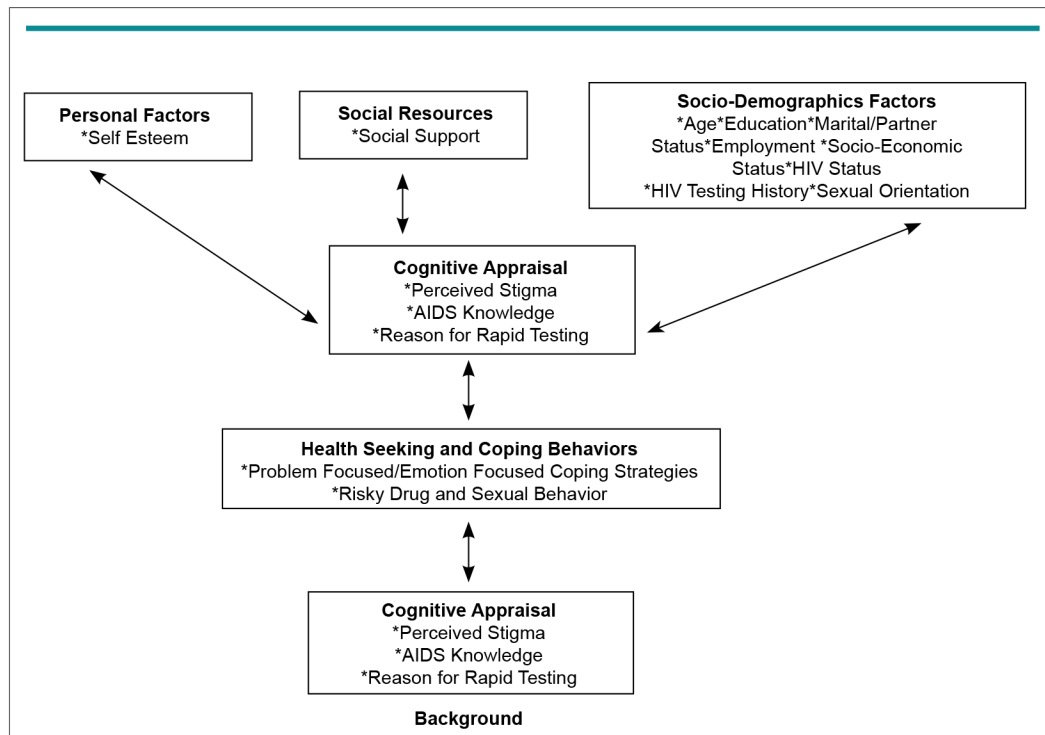 Personal Factors
*Self Esteem
Social Resources
*Social Support
Socio-Demographics Factors
*Age*Education*Marital/Partner
Status*Employment *Socio-Economic
Status*HIV Status
*HIV Testing History*Sexual Orientation
Cognitive Appraisal
*Perceived Stigma
*AIDS Knowledge
*Reason for Rapid Testing
Health Seeking and Coping Behaviors
*Problem Focused/Emotion Focused Coping Strategies
*Risky Drug and Sexual Behavior
Cognitive Appraisal
*Perceived Stigma
*AIDS Knowledge
*Reason for Rapid Testing
Background